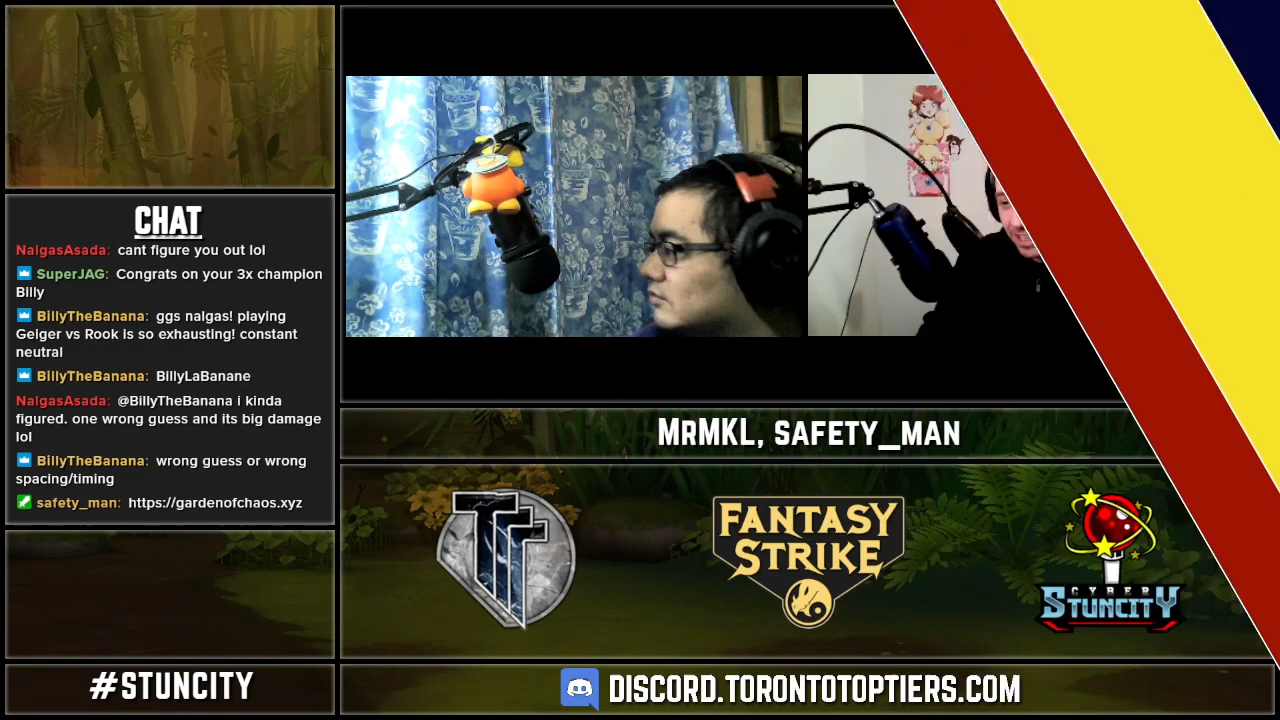 CHAT
NalgasAsada: cant figure you out lol
SuperJAG: Congrats on your 3x champion
Billy
BillyTheBanana: ggs nalgas! playing
Geiger vs Rook is so exhausting! constant
neutral
BillyTheBanana: BIllyLaBanane
NalgasAsada: @BillyTheBanana i kinda
figured. one wrong guess and its big damage
lol
BillyTheBanana: wrong guess or wrong
spacing/timing
safety_man: https://gardenofchaos.xyz
#STUNCITY
MrMKL, safety_man
TTT
FANTASY
STRIKE
CYBER
STUNCITY
DISCORD.TORONTOTOPTIERS.COM